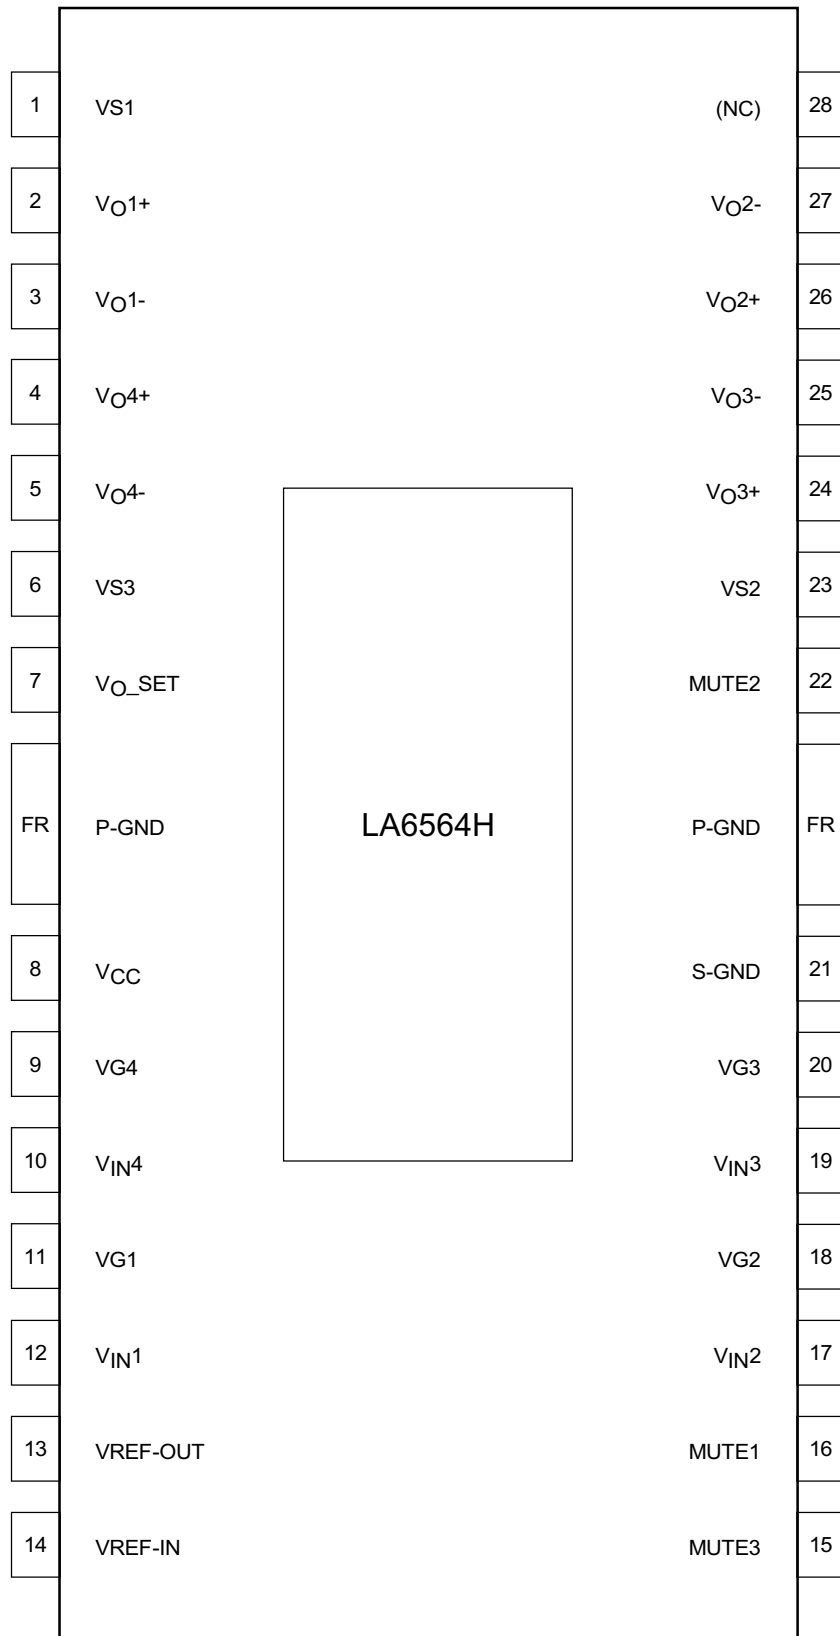 1 VS1 (NC) 28
2 VO1+ VO2- 27
3 VO1- VO2+ 26
4 VO4+ VO3- 25
5 VO4- VO3+ 24
6 VS3 VS2 23
7 VO_SET MUTE2 22
FR P-GND LA6564H P-GND FR
8 VCC S-GND 21
9 VG4 VG3 20
10 VIN4 VIN3 19
11 VG1 VG2 18
12 VIN1 VIN2 17
13 VREF-OUT MUTE1 16
14 VREF-IN MUTE3 15